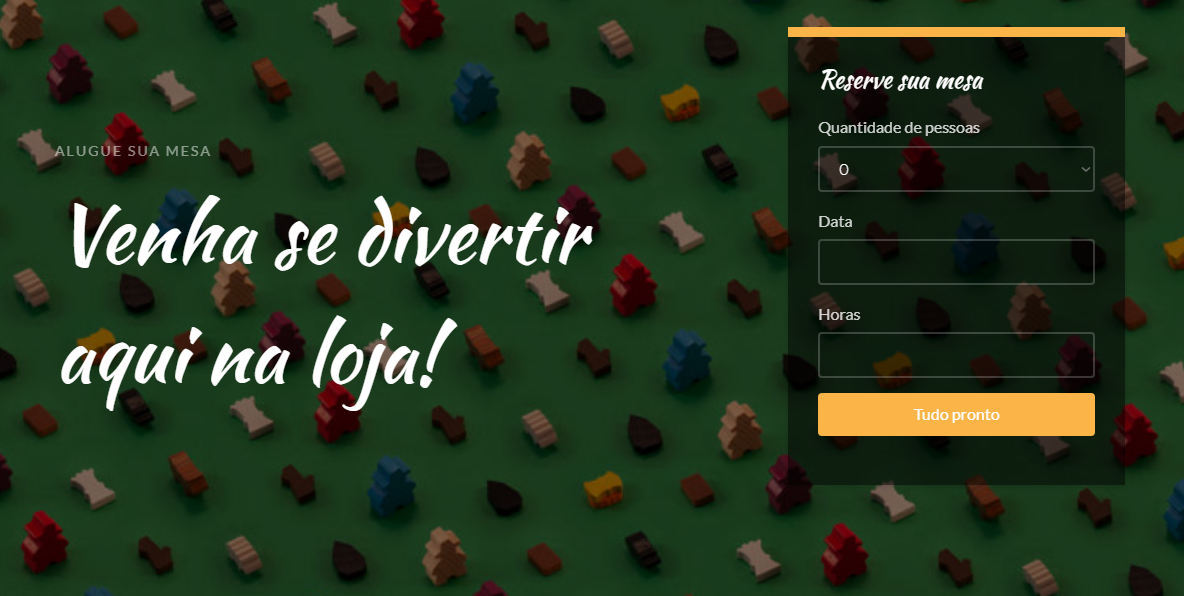 ALUGUE SUA MESA
Venha se divertir
aqui na loja!
Reserve sua mesa
Quantidade de pessoas
0
Data
Horas
Tudo pronto